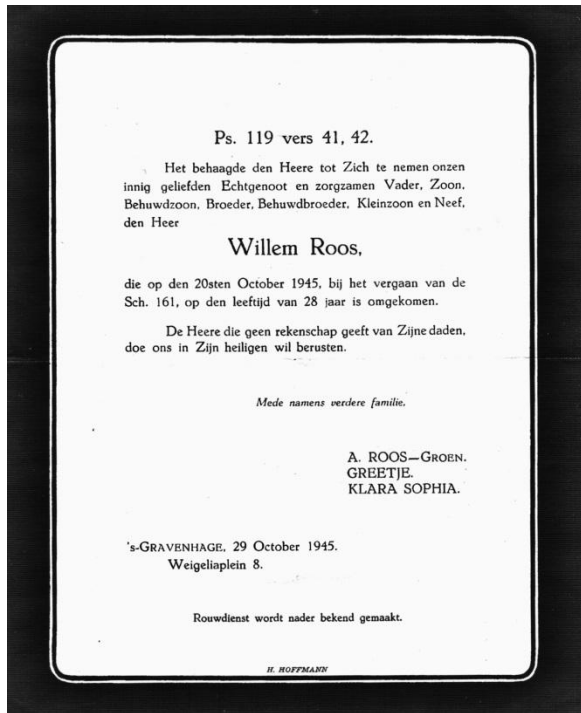 Ps. 119 vers 41, 42.
Het behaagde den Heere tot Zich te nemen onzen
innig geliefden Echtgenoot en zorgzamen Vader, Zoon,
Behuwdzoon, Broeder, Behuwdbroeder, Kleinzoon en Neef,
den Heer
Willem Roos,
die op den 20sten October 1945, bij het vergaan van de
Sch. 161, op den leeftijd van 28 jaar is omgekomen.
De Heere die geen rekenschap geeft van Zijne daden,
doe ons in Zijn heiligen wil berusten.
Mede namens verdere familie.
A. ROOS—GROEN.
GREETJE.
KLARA SOPHIA.
's-GRAVENHAGE, 29 October 1945.
Weigeliaplein 8.
Rouwdienst wordt nader bekend gemaakt.
H. HOFFMANN